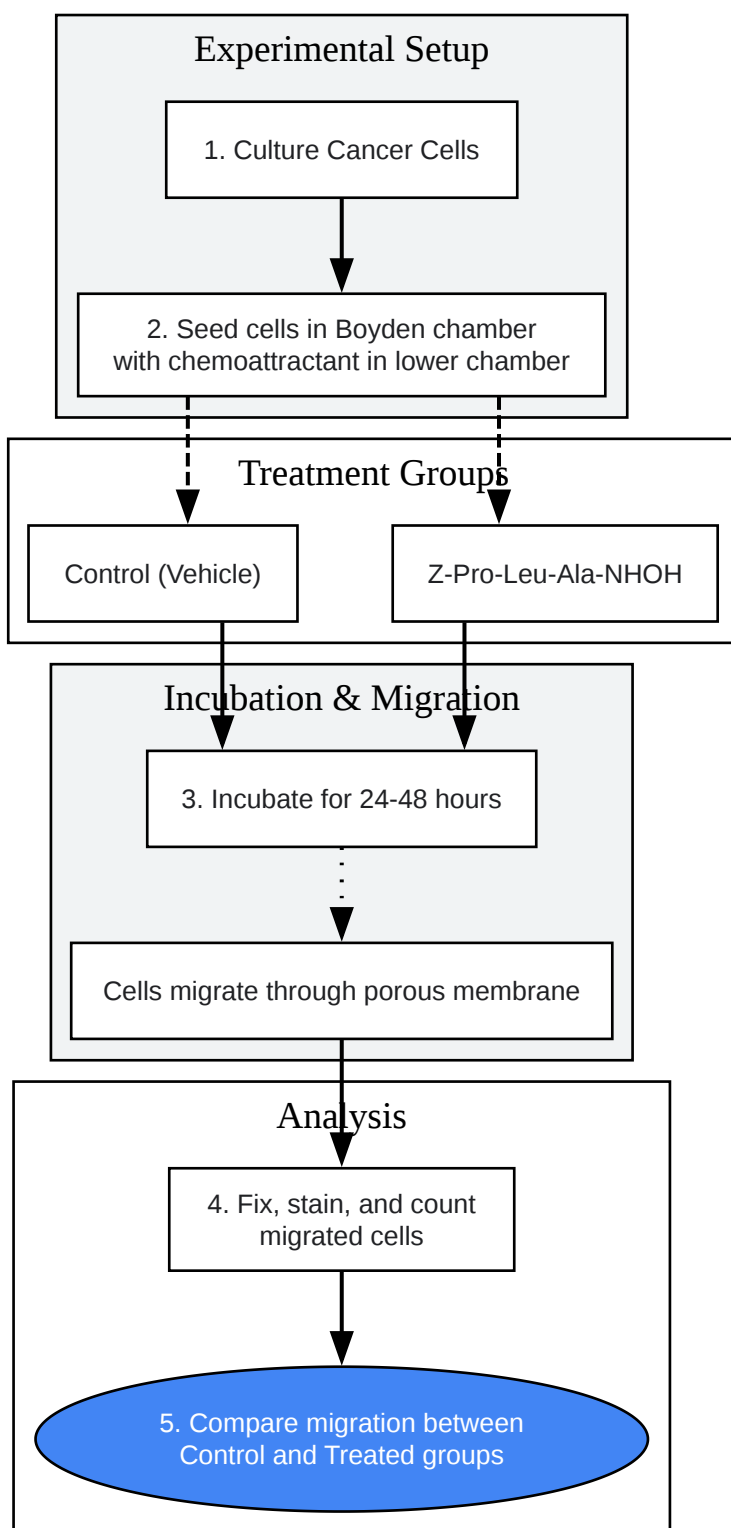 Experimental Setup
1. Culture Cancer Cells
2. Seed cells in Boyden chamber
with chemoattractant in lower chamber
Treatment Groups
Control (Vehicle)
Z-Pro-Leu-Ala-NHOH
Incubation & Migration
3. Incubate for 24-48 hours
Cells migrate through porous membrane
Analysis
4. Fix, stain, and count
migrated cells
5. Compare migration between
Control and Treated groups